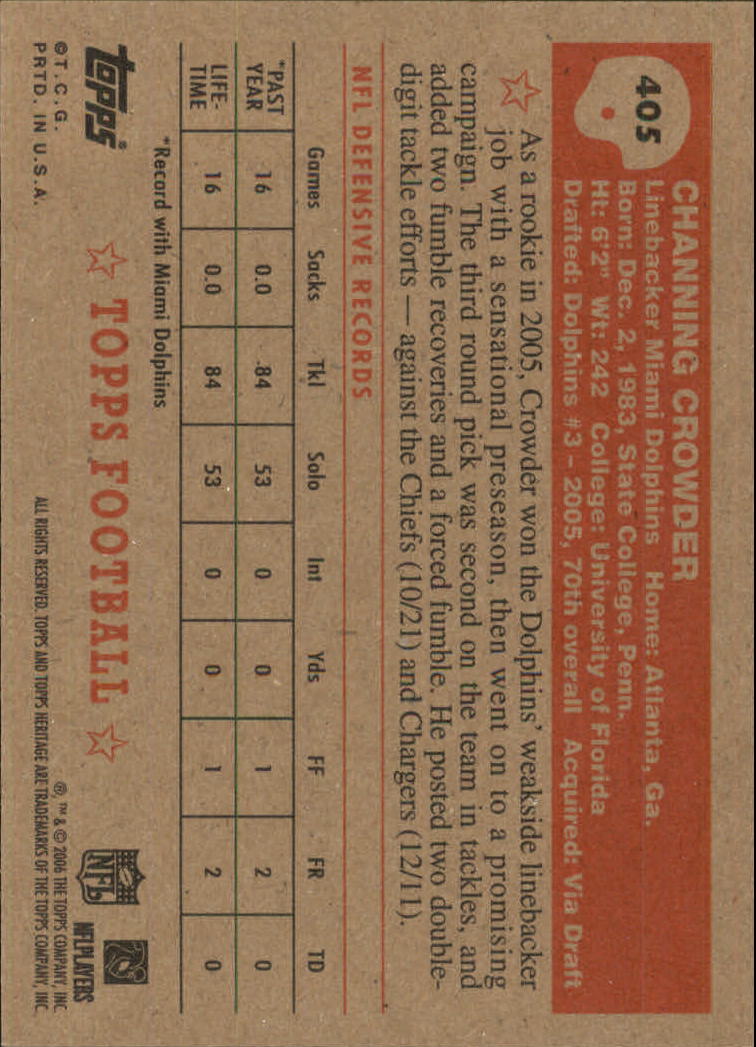 405
CHANNING CROWDER
Linebacker Miami Dolphins Home: Atlanta, Ga.
Born: Dec. 2, 1983, State College, Penn.
Ht: 6'2" Wt: 242 College: University of Florida
Drafted: Dolphins #3 - 2005, 70th overall Acquired: Via Draft
As a rookie in 2005, Crowder won the Dolphins' weakside linebacker
job with a sensational preseason, then went on to a promising
campaign. The third round pick was second on the team in tackles, and
added two fumble recoveries and a forced fumble. He posted two double-
digit tackle efforts — against the Chiefs (10/21) and Chargers (12/11).
NFL DEFENSIVE RECORDS
Games Sacks Tkl Solo Int Yds FF FR TD
*PAST YEAR 16 0.0 84 53 0 0 1 2 0
LIFE-TIME 16 0.0 84 53 0 0 1 2 0
*Record with Miami Dolphins
topps®
TOPPS FOOTBALL
NFL
NFLPLAYERS
©T.C.G.
PRTD. IN U.S.A.
®, ™ & © 2006 THE TOPPS COMPANY, INC.
ALL RIGHTS RESERVED. TOPPS AND TOPPS HERITAGE ARE TRADEMARKS OF THE TOPPS COMPANY, INC.